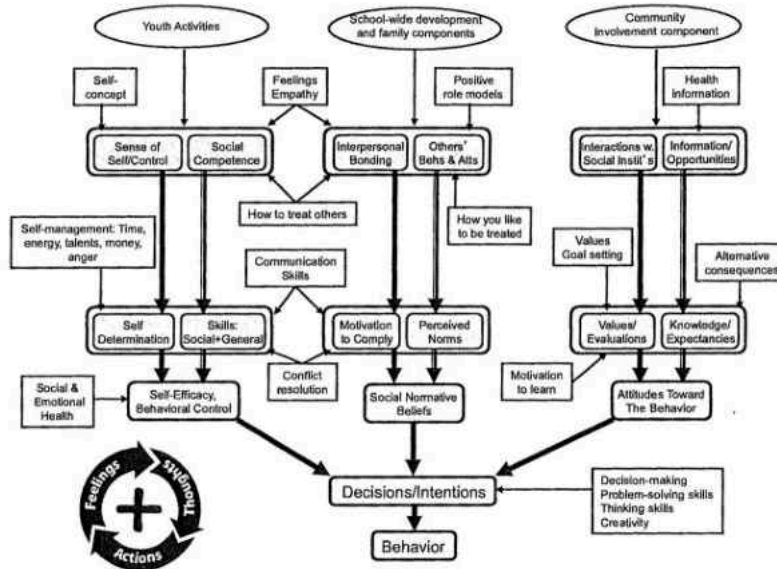 Youth Activities
School-wide development
and family components
Community
Involvement component
Self-
concept
Feelings
Empathy
Positive
role models
Health
information
Sense of
Self/Control
Social
Competence
Interpersonal
Bonding
Others'
Behs & Atts
Interactions w.
Social Instit's
Information/
Opportunities
How to treat others
How you like
to be treated
Self-management: Time,
energy, talents, money,
anger
Communication
Skills
Values
Goal setting
Alternative
consequences
Self
Determination
Skills:
Social+General
Motivation
to Comply
Perceived
Norms
Values/
Evaluations
Knowledge/
Expectancies
Social &
Emotional
Health
Self-Efficacy,
Behavioral Control
Conflict
resolution
Social Normative
Beliefs
Motivation
to learn
Attitudes Toward
The Behavior
Feelings
Thoughts
Actions
Decisions/Intentions
Decision-making
Problem-solving skills
Thinking skills
Creativity
Behavior